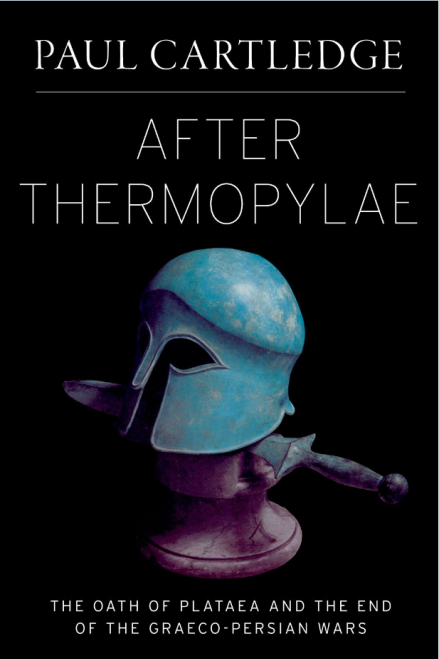 PAUL CARTLEDGE
AFTER
THERMOPYLAE
THE OATH OF PLATAEA AND THE END
OF THE GRAECO-PERSIAN WARS